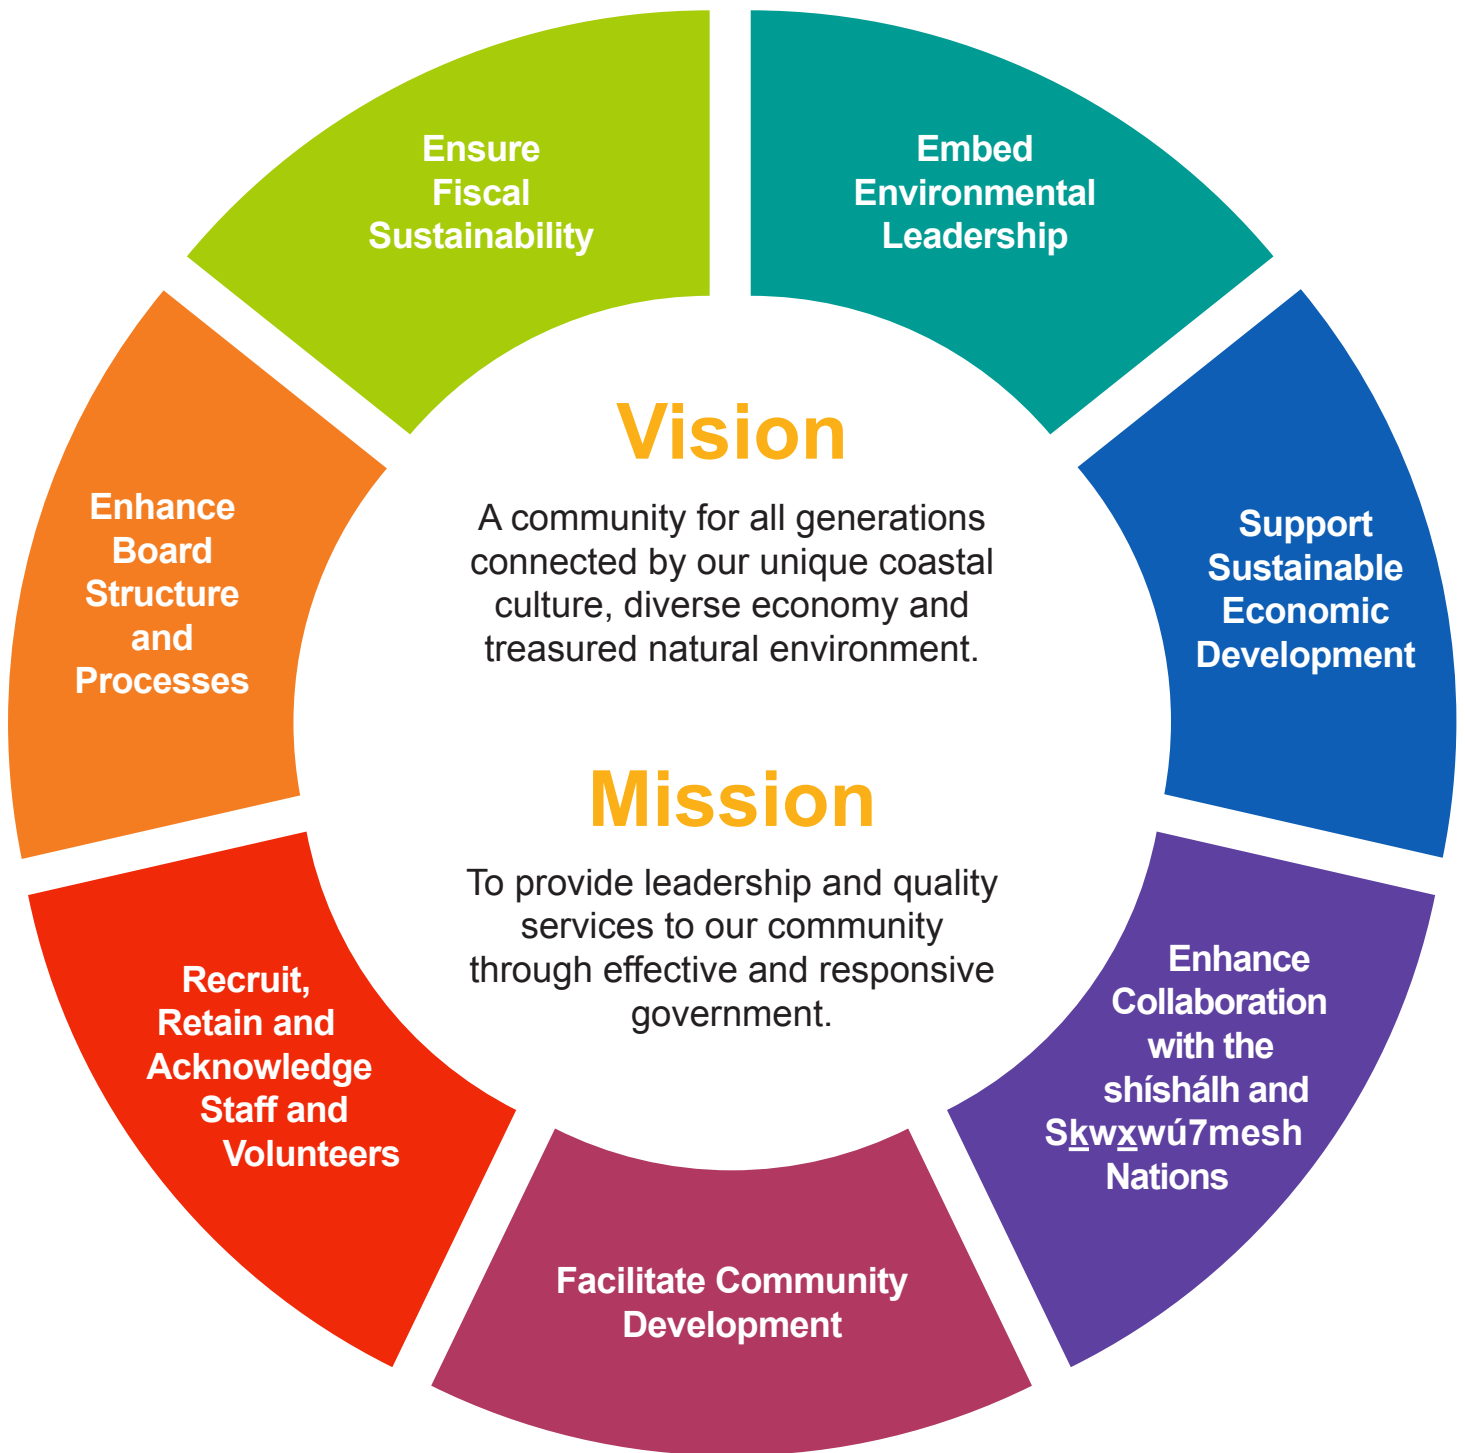 Ensure
Fiscal
Sustainability
Embed
Environmental
Leadership
Support
Sustainable
Economic
Development
Enhance
Collaboration
with the
shíshálh and
Sḵwx̱wú7mesh
Nations
Facilitate Community
Development
Recruit,
Retain and
Acknowledge
Staff and
Volunteers
Enhance
Board
Structure
and
Processes
Vision
A community for all generations
connected by our unique coastal
culture, diverse economy and
treasured natural environment.
Mission
To provide leadership and quality
services to our community
through effective and responsive
government.